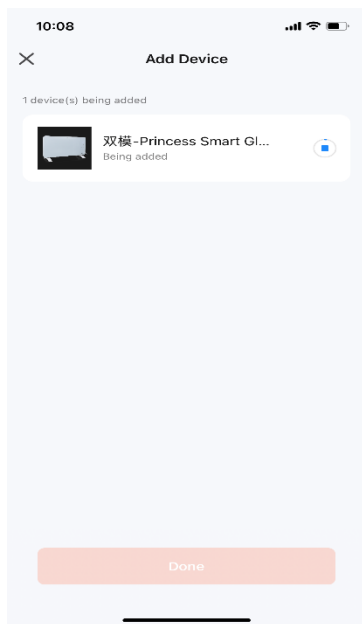 10:08
Add Device
1 device(s) being added
双模-Princess Smart Gl...
Being added
Done